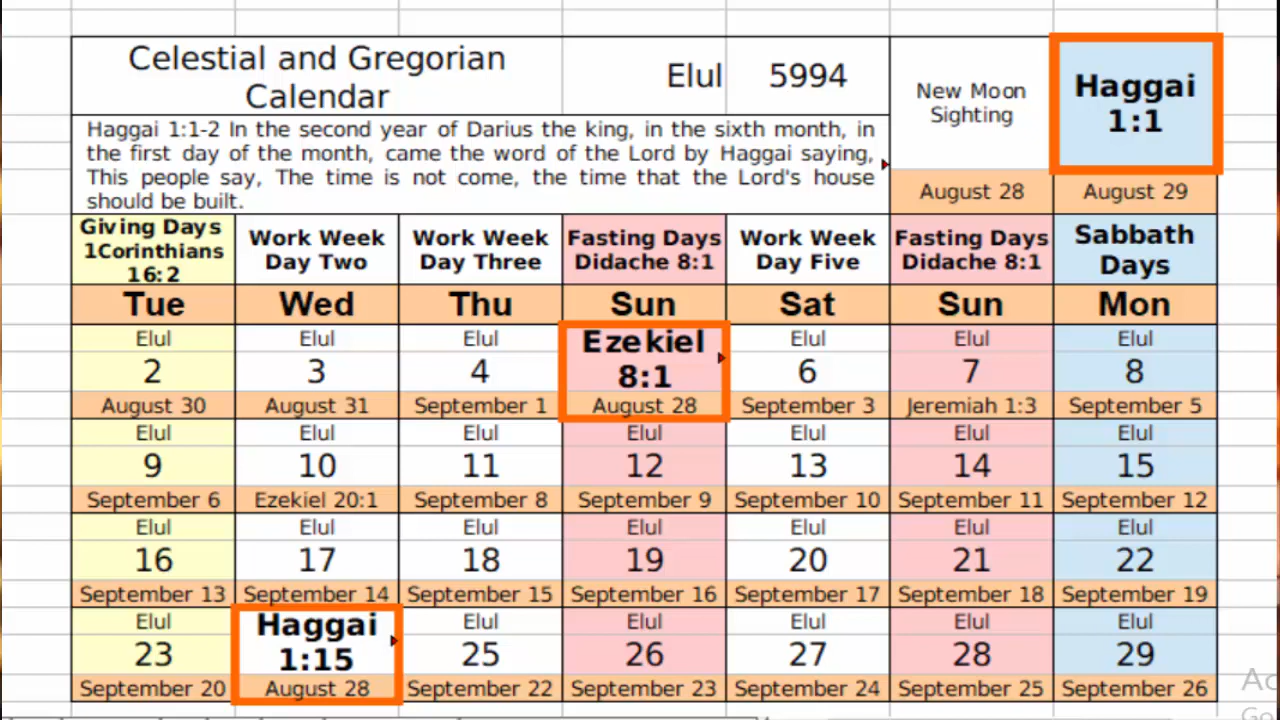 Celestial and Gregorian
Calendar
Elul 5994
New Moon
Sighting
Haggai
1:1
Haggai 1:1-2 In the second year of Darius the king, in the sixth month, in
the first day of the month, came the word of the Lord by Haggai saying,
This people say, The time is not come, the time that the Lord's house
should be built.
August 28 August 29
Giving Days
1Corinthians
16:2
Work Week
Day Two
Work Week
Day Three
Fasting Days
Didache 8:1
Work Week
Day Five
Fasting Days
Didache 8:1
Sabbath
Days
Tue Wed Thu Sun Sat Sun Mon
Elul Elul Elul Ezekiel Elul Elul Elul
2 3 4 8:1 6 7 8
August 30 August 31 September 1 August 28 September 3 Jeremiah 1:3 September 5
Elul Elul Elul Elul Elul Elul Elul
9 10 11 12 13 14 15
September 6 Ezekiel 20:1 September 8 September 9 September 10 September 11 September 12
Elul Elul Elul Elul Elul Elul Elul
16 17 18 19 20 21 22
September 13 September 14 September 15 September 16 September 17 September 18 September 19
Elul Haggai Elul Elul Elul Elul Elul
23 1:15 25 26 27 28 29
September 20 August 28 September 22 September 23 September 24 September 25 September 26